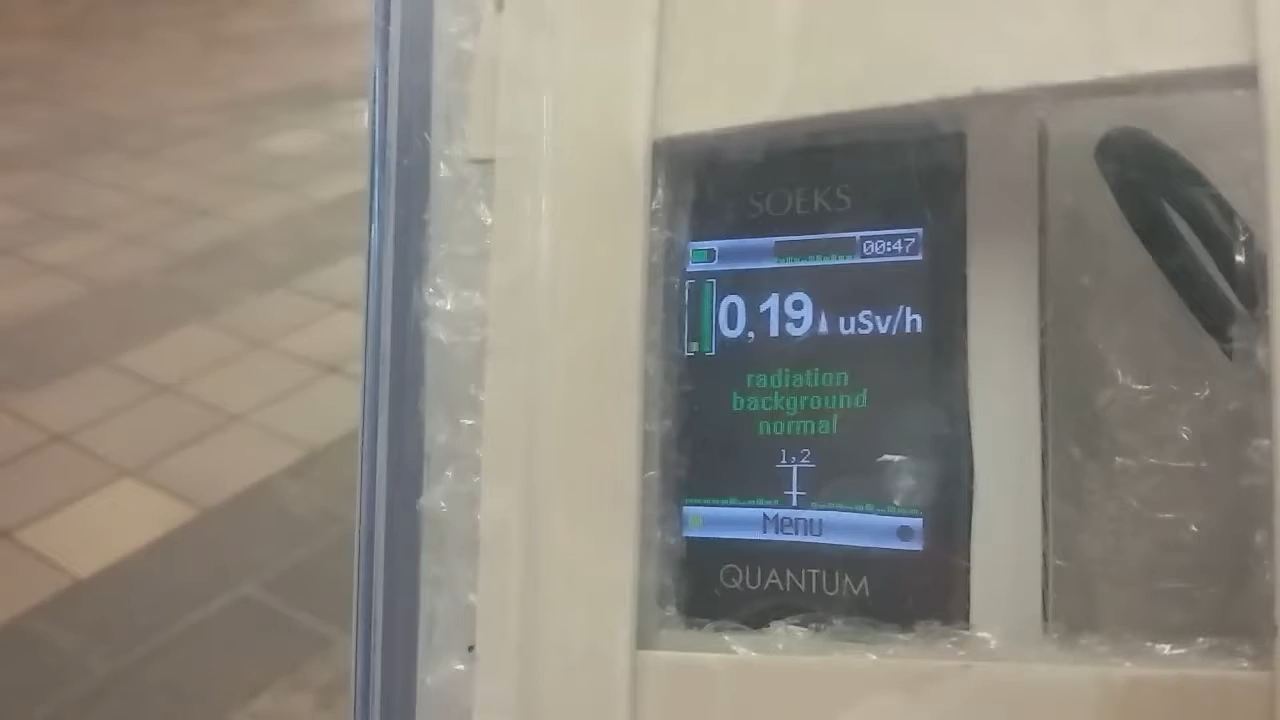 SOEKS
00:47
0,19 uSv/h
radiation
background
normal
1,2
Menu
QUANTUM